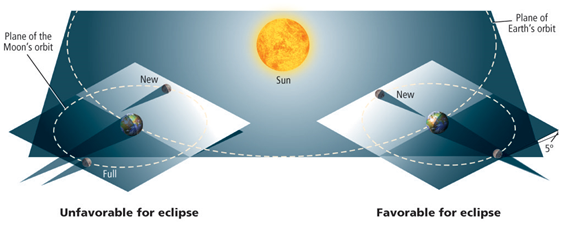 Plane of the
Moon's orbit
New
Full
Unfavorable for eclipse
Sun
Plane of
Earth's orbit
New
5°
Favorable for eclipse